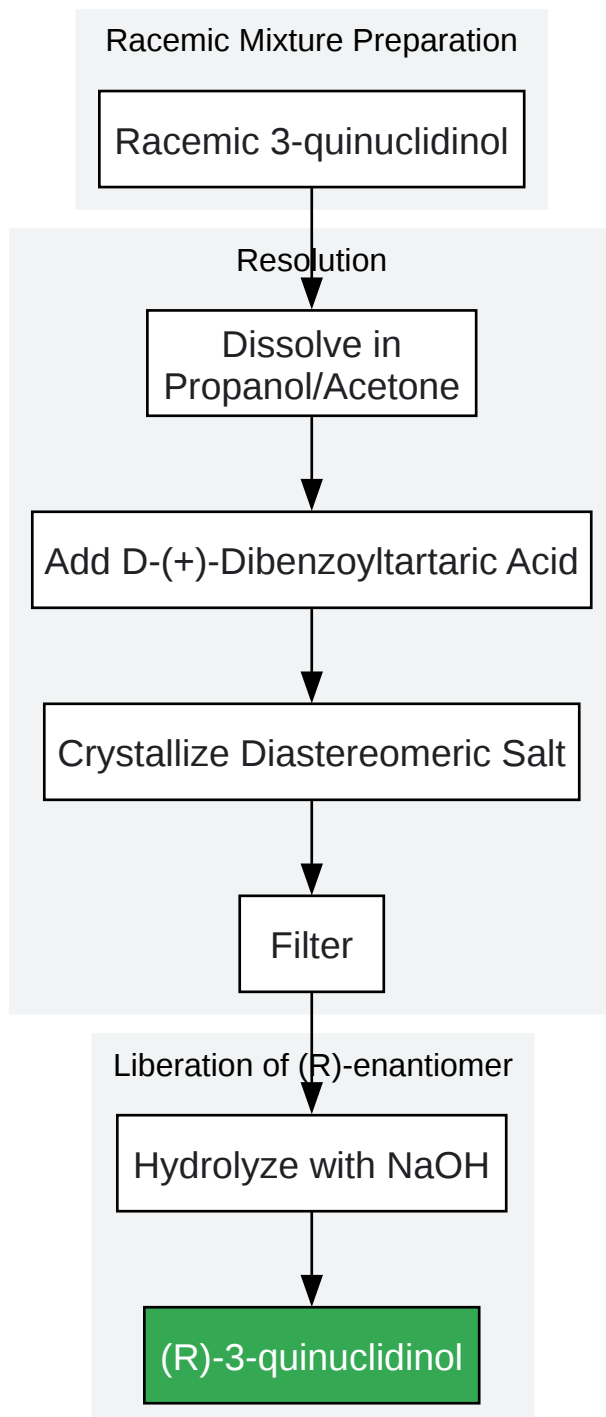 Racemic Mixture Preparation
Racemic 3-quinuclidinol
Resolution
Dissolve in
Propanol/Acetone
Add D-(+)-Dibenzoyltartaric Acid
Crystallize Diastereomeric Salt
Filter
Liberation of (R)-enantiomer
Hydrolyze with NaOH
(R)-3-quinuclidinol